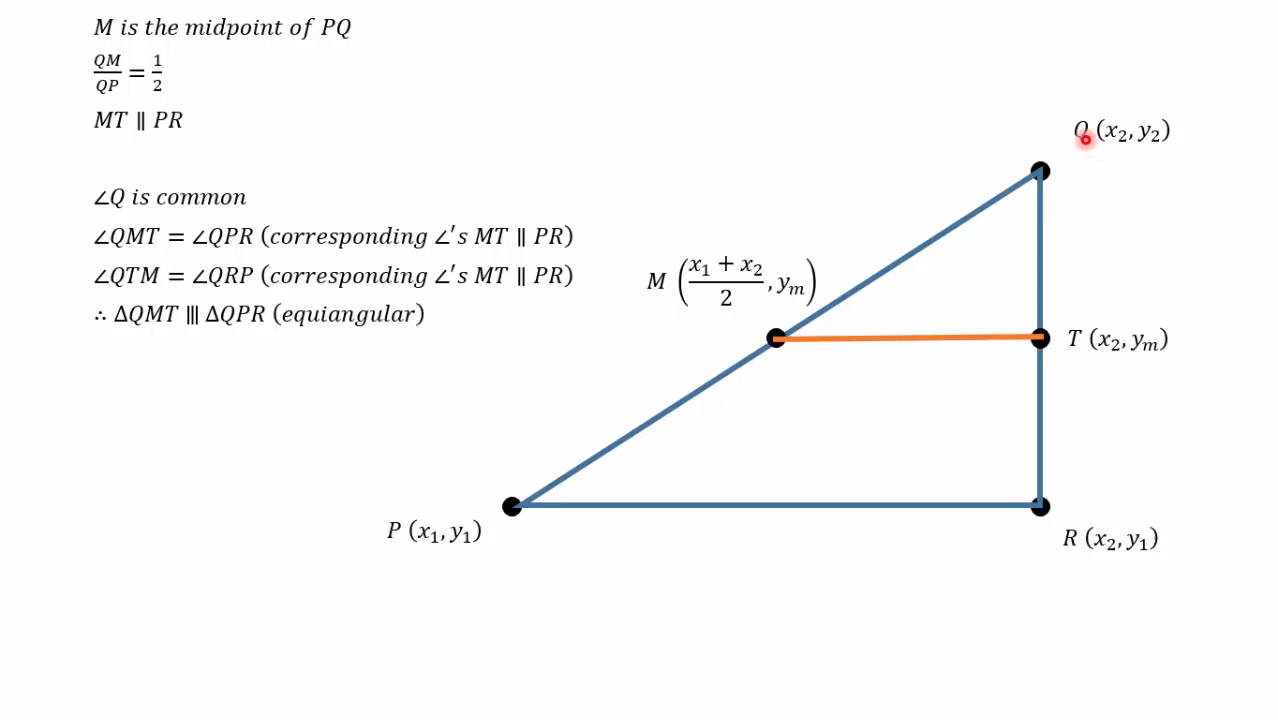 M is the midpoint of PQ
QM/QP = 1/2
MT ∥ PR
∠Q is common
∠QMT = ∠QPR (corresponding ∠'s MT ∥ PR)
∠QTM = ∠QRP (corresponding ∠'s MT ∥ PR)
∴ ΔQMT ⫴ ΔQPR (equiangular)
Q (x₂, y₂)
M ((x₁ + x₂)/2, yₘ)
T (x₂, yₘ)
P (x₁, y₁)
R (x₂, y₁)